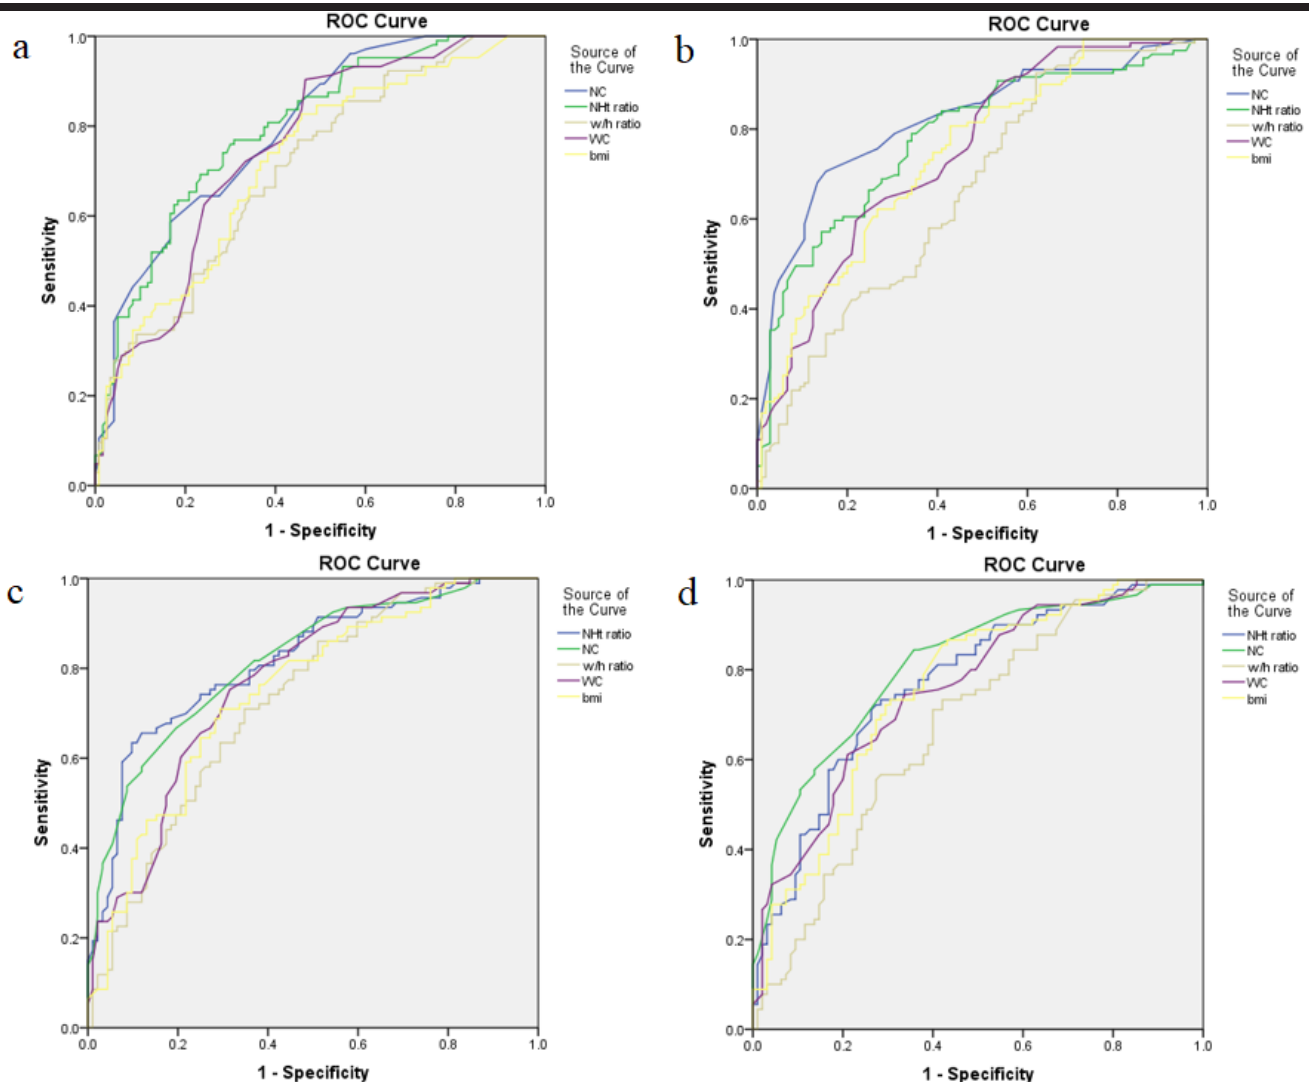 a
ROC Curve
1.0
0.8
0.6
0.4
0.2
0.0
Sensitivity
0.0 0.2 0.4 0.6 0.8 1.0
1 - Specificity
Source of
the Curve
NC
NHt ratio
w/h ratio
WC
bmi
b
ROC Curve
1.0
0.8
0.6
0.4
0.2
0.0
Sensitivity
0.0 0.2 0.4 0.6 0.8 1.0
1 - Specificity
Source of
the Curve
NC
NHt ratio
w/h ratio
WC
bmi
c
ROC Curve
1.0
0.8
0.6
0.4
0.2
0.0
Sensitivity
0.0 0.2 0.4 0.6 0.8 1.0
1 - Specificity
Source of
the Curve
NHt ratio
NC
w/h ratio
WC
bmi
d
ROC Curve
1.0
0.8
0.6
0.4
0.2
0.0
Sensitivity
0.0 0.2 0.4 0.6 0.8 1.0
1 - Specificity
Source of
the Curve
NHt ratio
NC
w/h ratio
WC
bmi